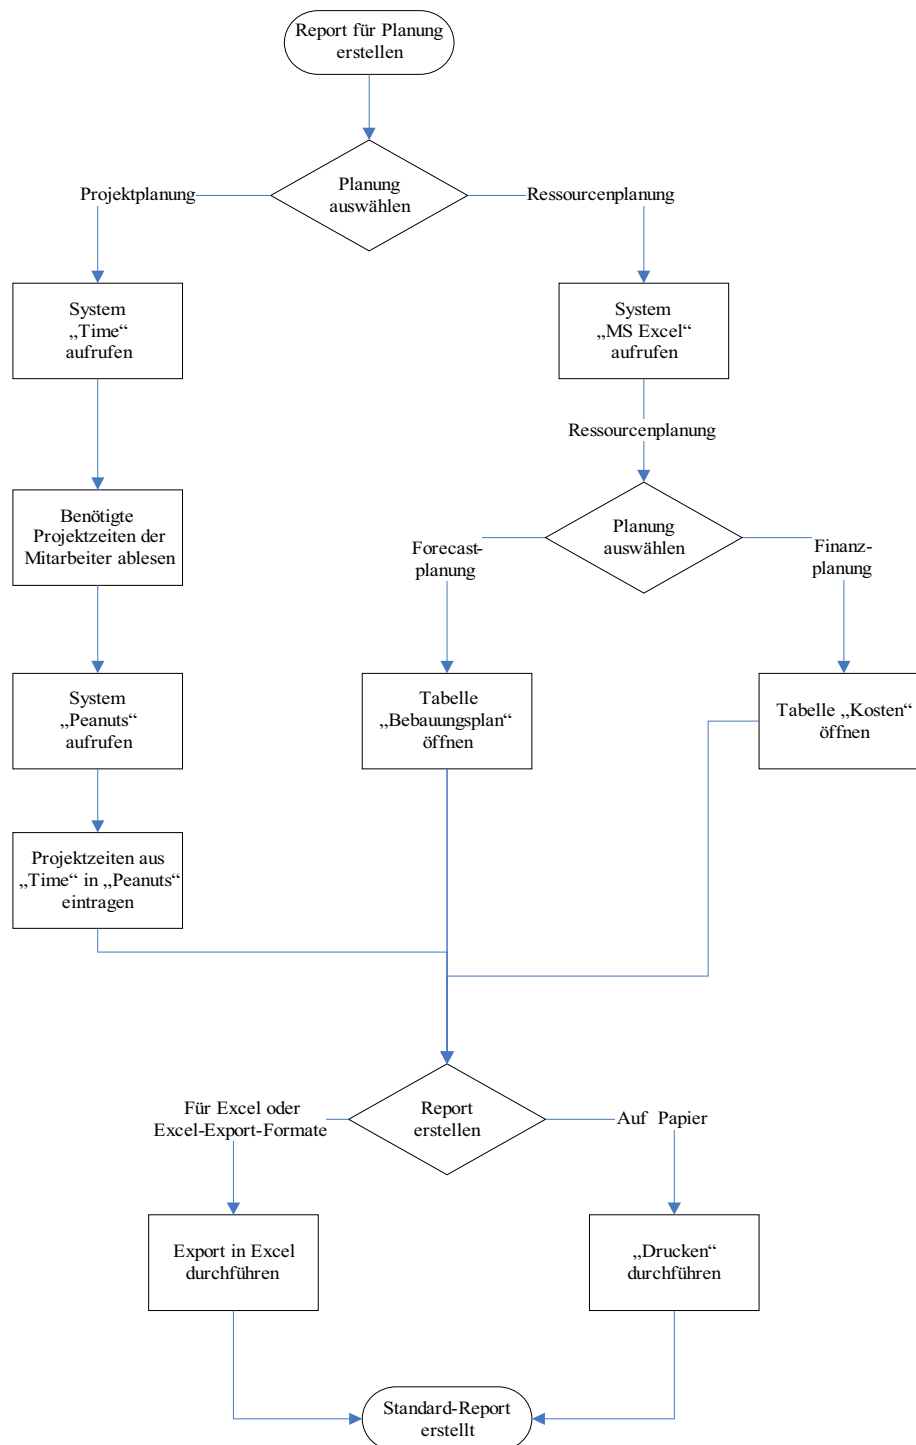 Report für Planung
erstellen
Planung
auswählen
Projektplanung
Ressourcenplanung
System
„Time“
aufrufen
System
„MS Excel“
aufrufen
Ressourcenplanung
Benötigte
Projektzeiten der
Mitarbeiter ablesen
Planung
auswählen
Forecast-
planung
Finanz-
planung
System
„Peanuts“
aufrufen
Tabelle
„Bebauungsplan“
öffnen
Tabelle „Kosten“
öffnen
Projektzeiten aus
„Time“ in „Peanuts“
eintragen
Report
erstellen
Für Excel oder
Excel-Export-Formate
Auf Papier
Export in Excel
durchführen
„Drucken“
durchführen
Standard-Report
erstellt